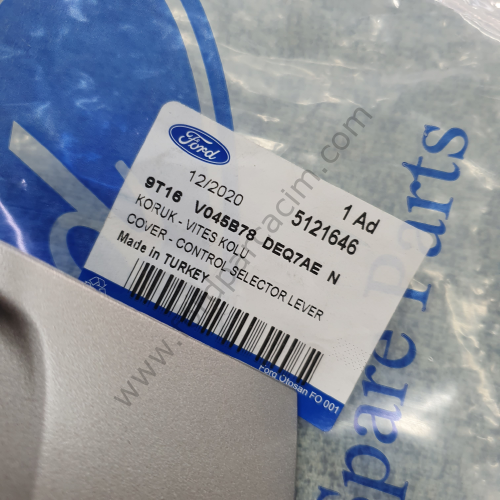 Ford
12/2020
1 Ad
5121646
9T16 V045B78 DEQ7AE N
KORUK - VITES KOLU
COVER - CONTROL SELECTOR LEVER
Made in TURKEY
Ford Otosan FO 001
Spare Parts